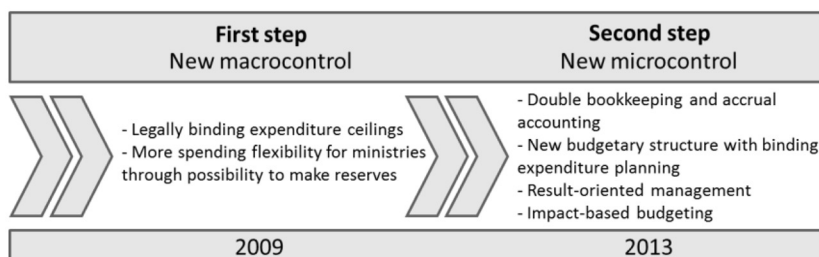 First step
New macrocontrol
Second step
New microcontrol
- Legally binding expenditure ceilings
- More spending flexibility for ministries
through possibility to make reserves
- Double bookkeeping and accrual
accounting
- New budgetary structure with binding
expenditure planning
- Result-oriented management
- Impact-based budgeting
2009
2013